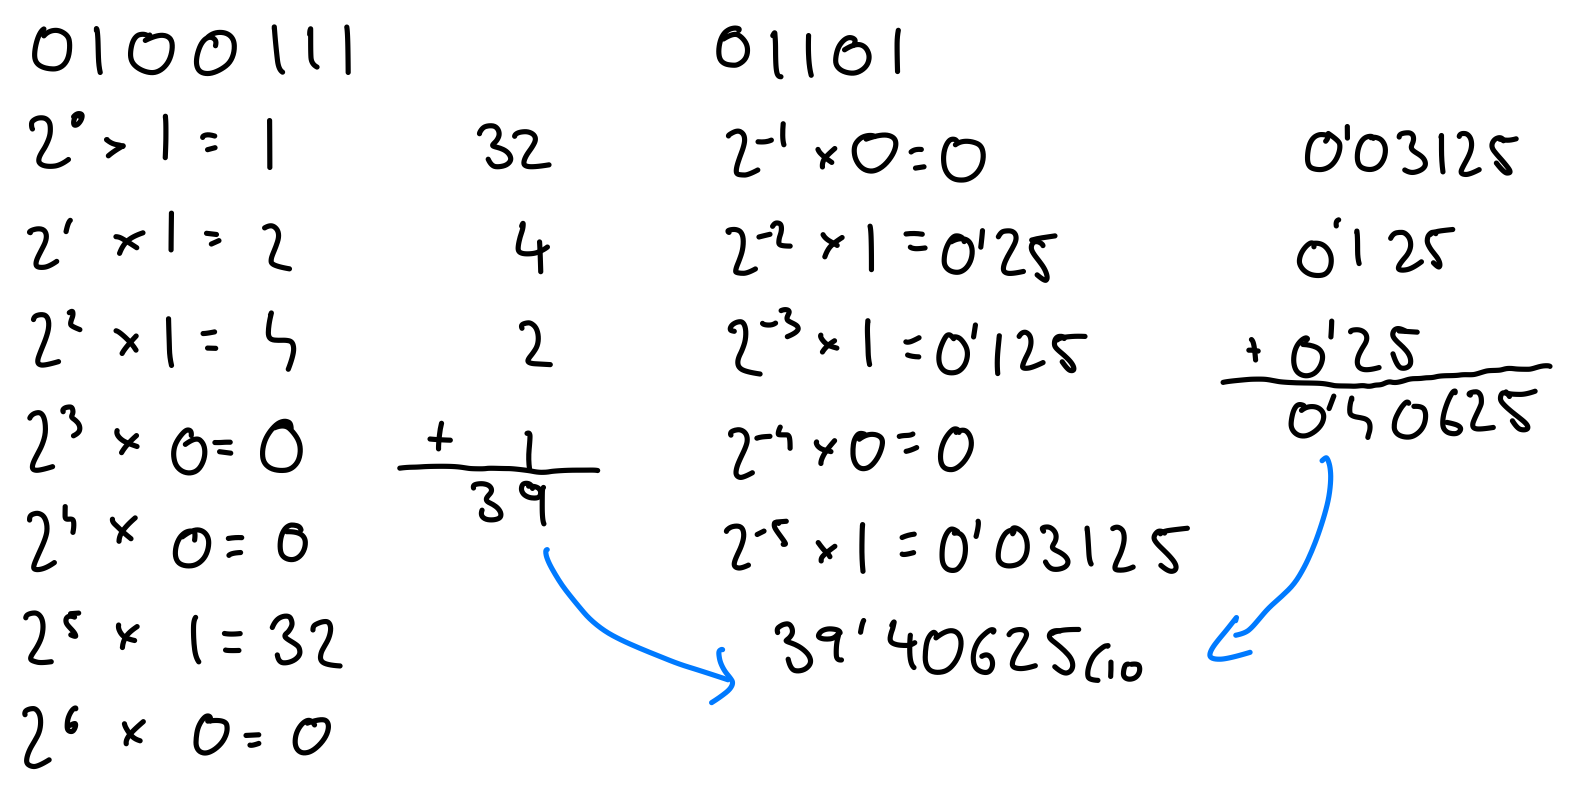 0100111
2⁰ × 1 = 1
2¹ × 1 = 2
2² × 1 = 4
2³ × 0 = 0
2⁴ × 0 = 0
2⁵ × 1 = 32
2⁶ × 0 = 0
32
4
2
+ 1
39
01101
2⁻¹ × 0 = 0
2⁻² × 1 = 0'25
2⁻³ × 1 = 0'125
2⁻⁴ × 0 = 0
2⁻⁵ × 1 = 0'03125
0'03125
0'125
+ 0'25
0'40625
39'40625(10